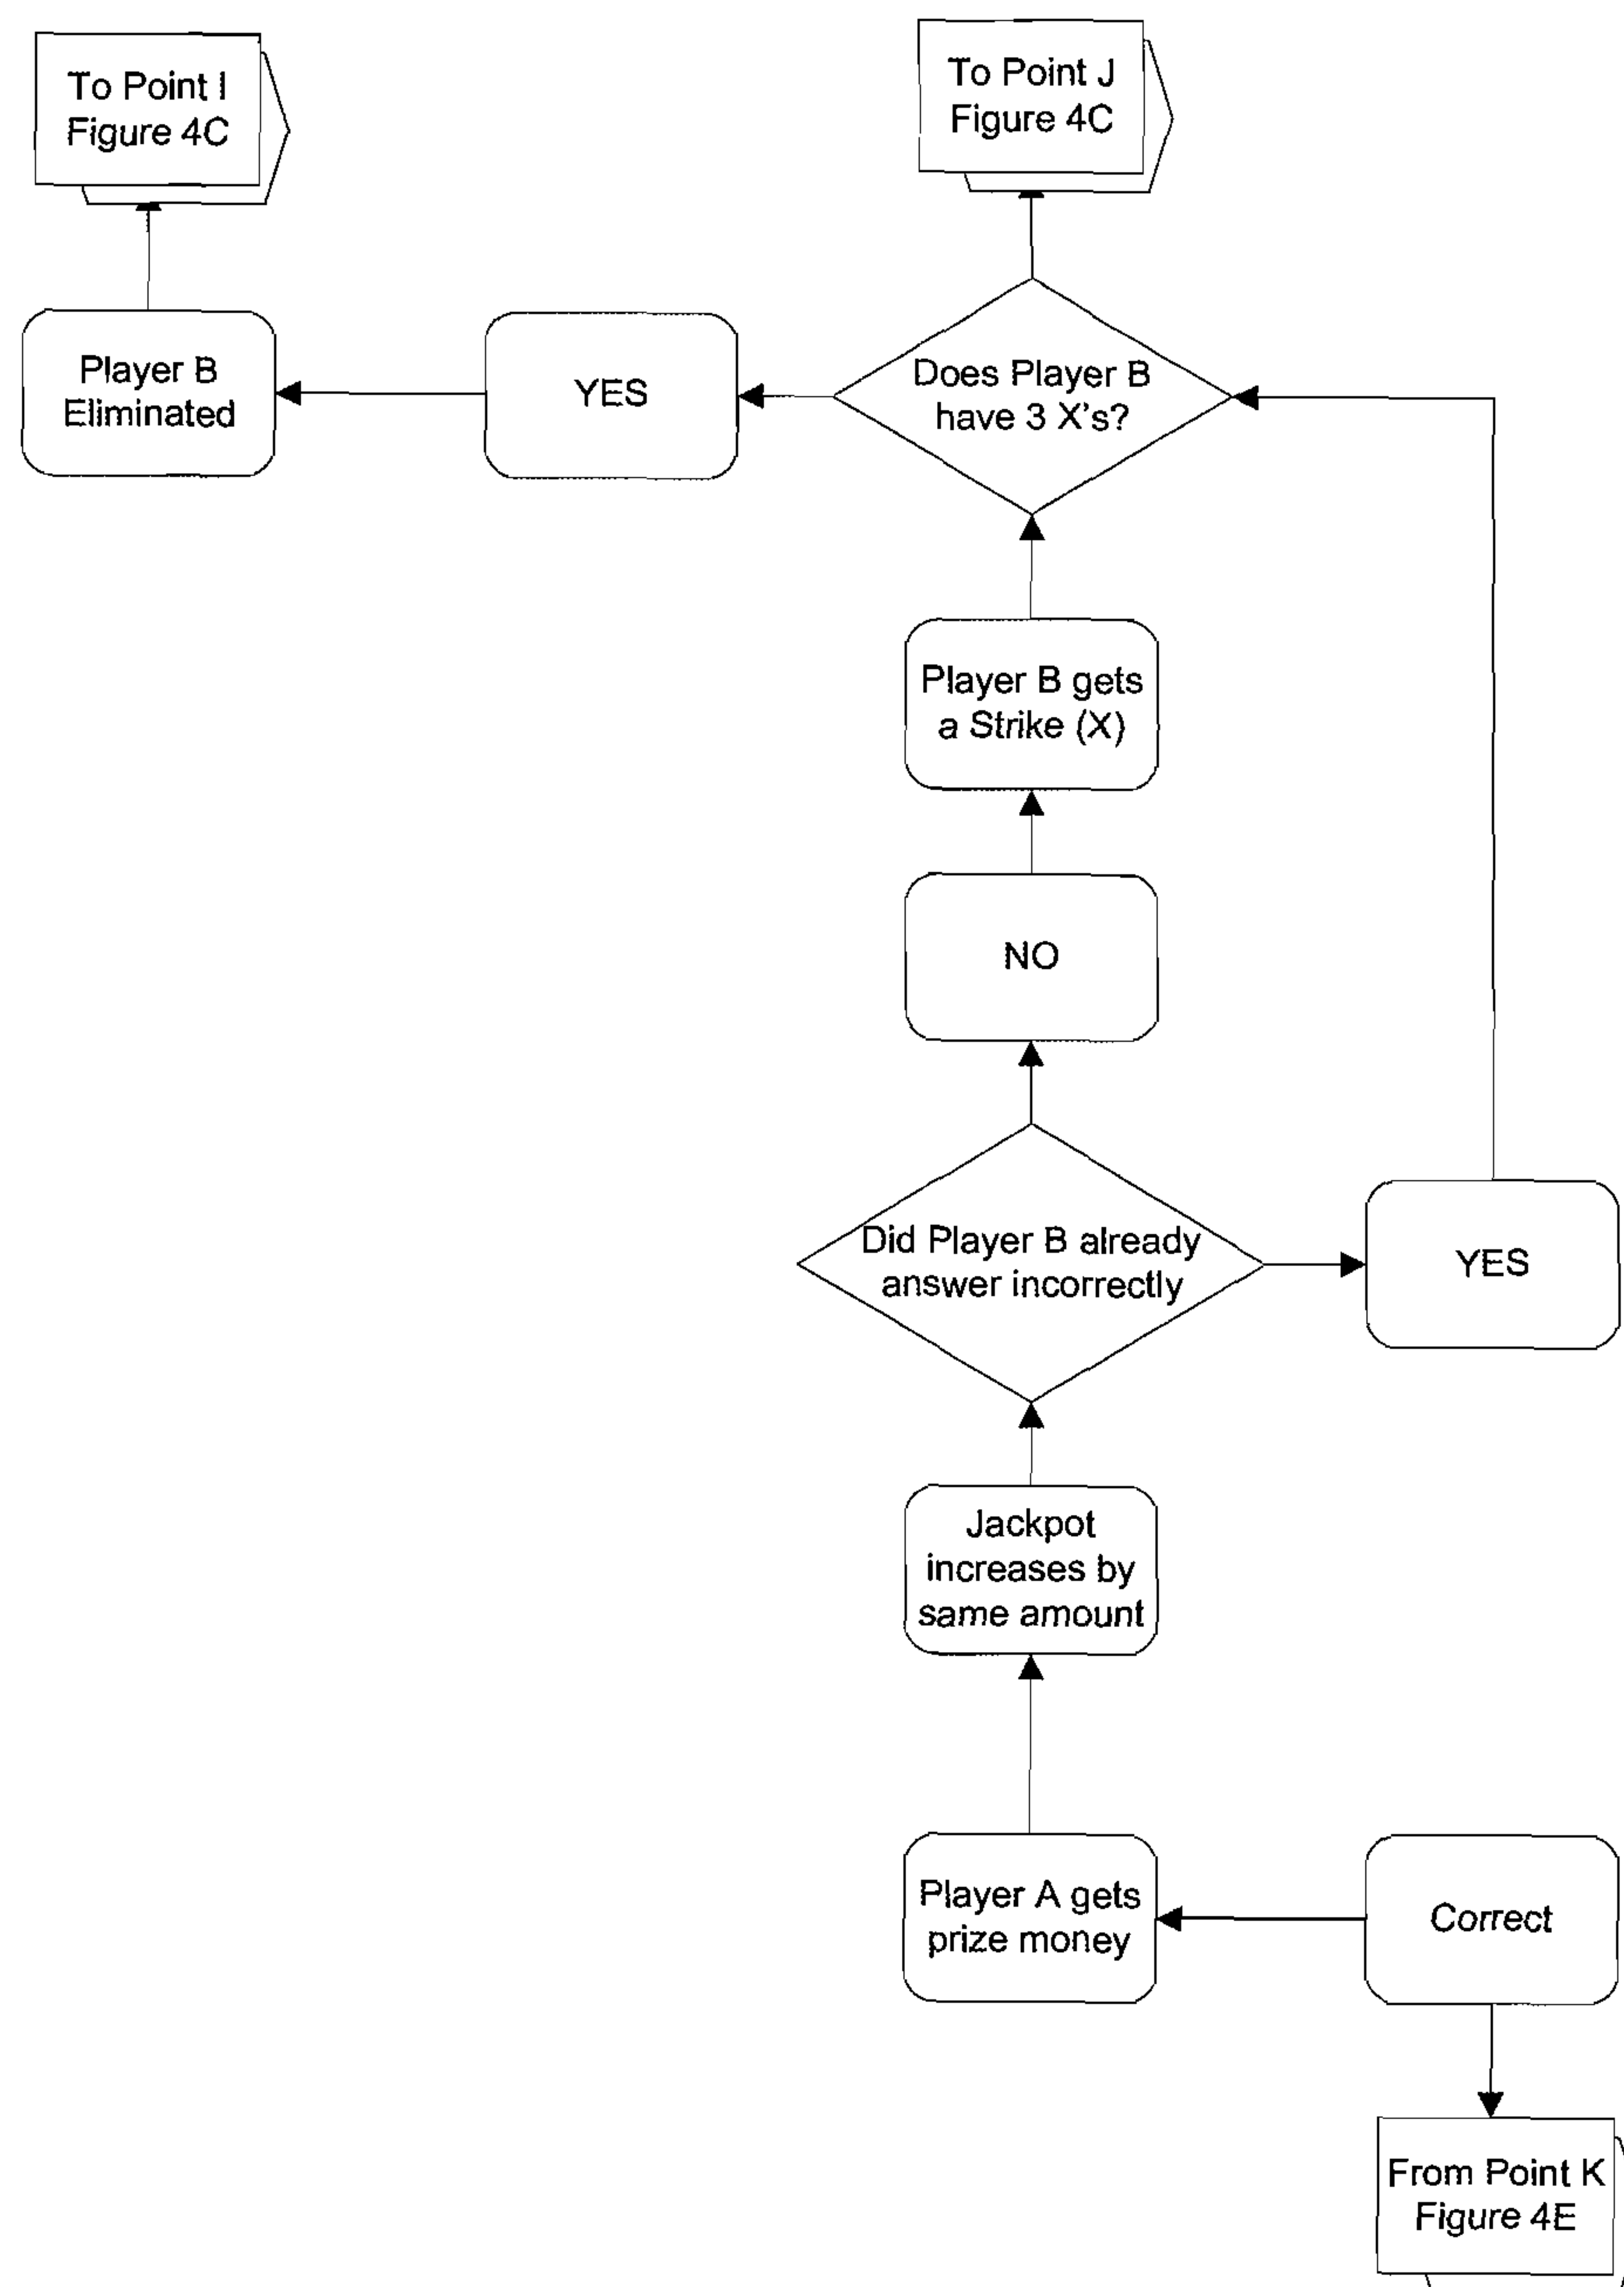 To Point I
Figure 4C
To Point J
Figure 4C
Player B
Eliminated
YES
Does Player B
have 3 X's?
Player B gets
a Strike (X)
NO
Did Player B already
answer incorrectly
YES
Jackpot
increases by
same amount
Player A gets
prize money
Correct
From Point K
Figure 4E